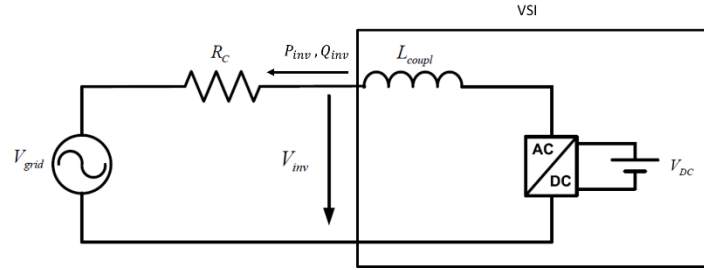 VSI
P_inv , Q_inv
R_C
L_coupl
V_grid
V_inv
AC
DC
V_DC